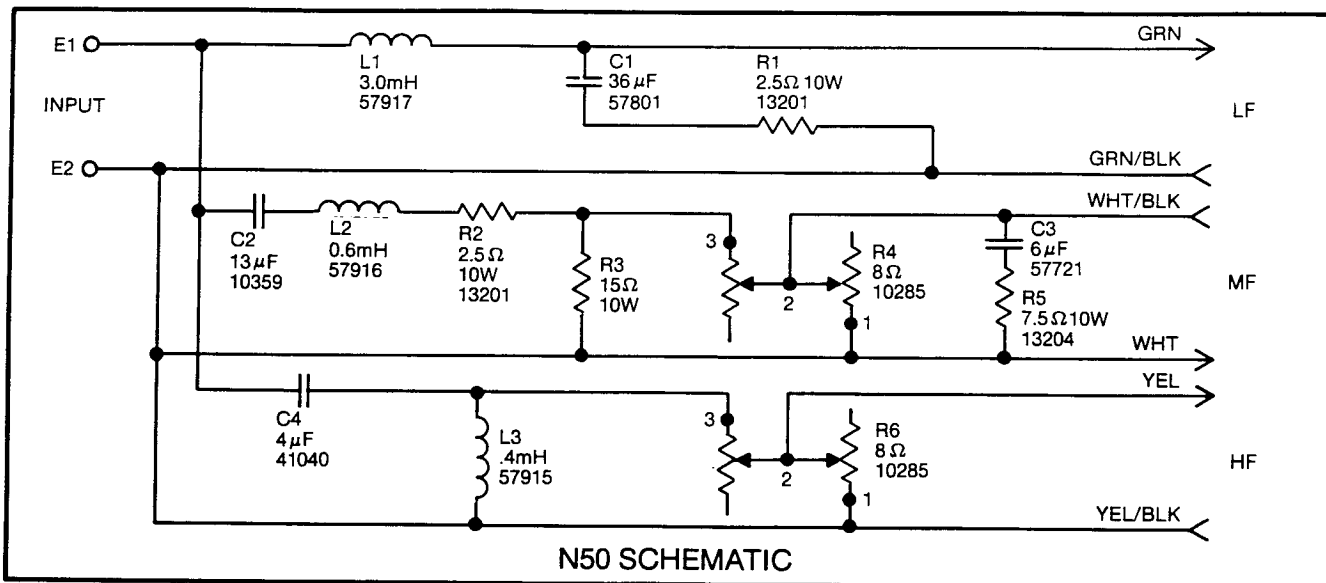 E1
INPUT
E2
L1
3.0mH
57917
C1
36µF
57801
R1
2.5Ω 10W
13201
GRN
LF
GRN/BLK
C2
13µF
10359
L2
0.6mH
57916
R2
2.5Ω
10W
13201
R3
15Ω
10W
3
2
R4
8Ω
10285
1
WHT/BLK
C3
6µF
57721
R5
7.5Ω10W
13204
MF
WHT
C4
4µF
41040
L3
.4mH
57915
3
2
R6
8Ω
10285
1
YEL
HF
YEL/BLK
N50 SCHEMATIC